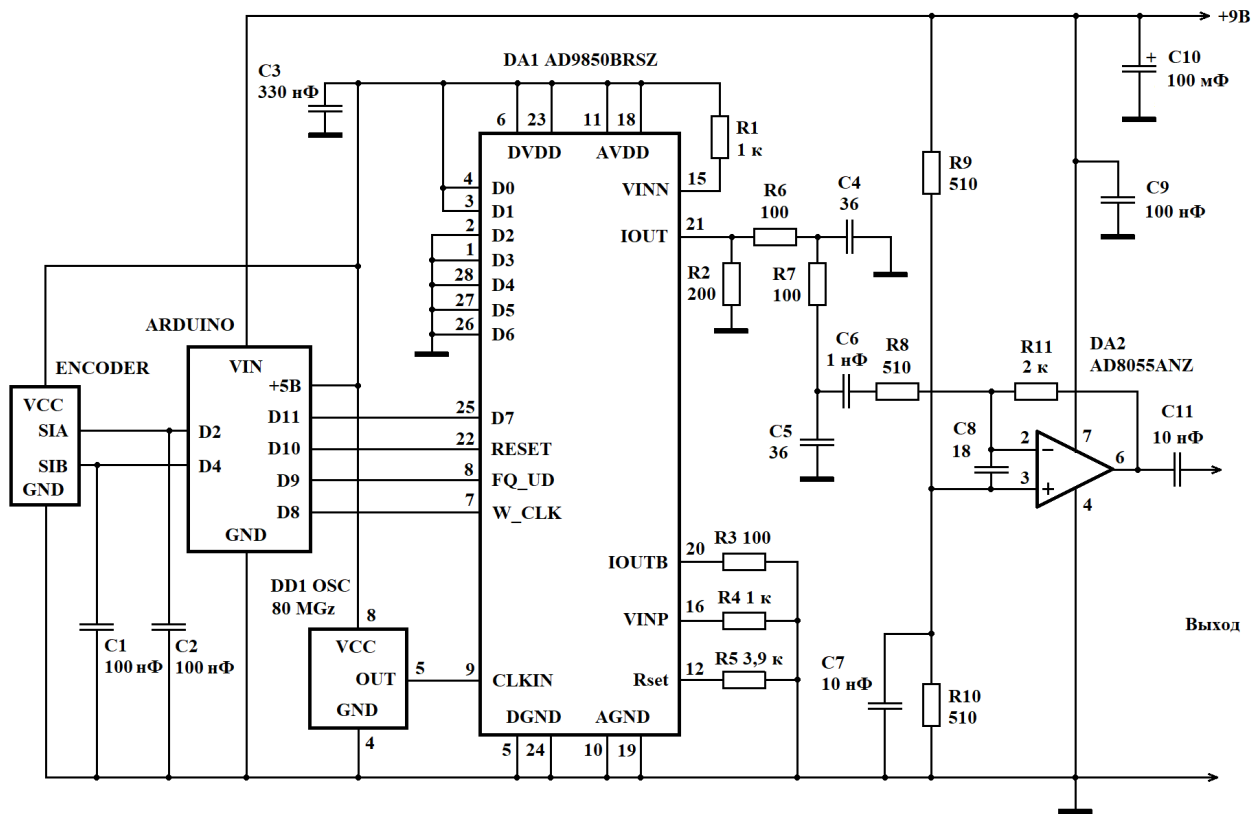 +9В
DA1 AD9850BRSZ
C3
330 нФ
+
C10
100 мФ
6
23
11
18
DVDD
AVDD
R1
1 к
4
D0
VINN
15
3
D1
2
D2
IOUT
21
1
D3
28
D4
27
D5
26
D6
R6
100
C4
36
R9
510
C9
100 нФ
R2
200
R7
100
ARDUINO
ENCODER
VIN
+5В
VCC
SIA
SIB
GND
D2
D4
D11
D10
D9
D8
GND
25
D7
22
RESET
8
FQ_UD
7
W_CLK
C6
1 нФ
R8
510
R11
2 к
DA2
AD8055ANZ
C5
36
C8
18
2
3
−
+
7
6
4
C11
10 нФ
IOUTB
20
R3 100
VINP
16
R4 1 к
Rset
12
R5 3,9 к
DD1 OSC
80 MGz
8
VCC
OUT
5
GND
4
9
CLKIN
DGND
AGND
5
24
10
19
C1
100 нФ
C2
100 нФ
C7
10 нФ
R10
510
Выход